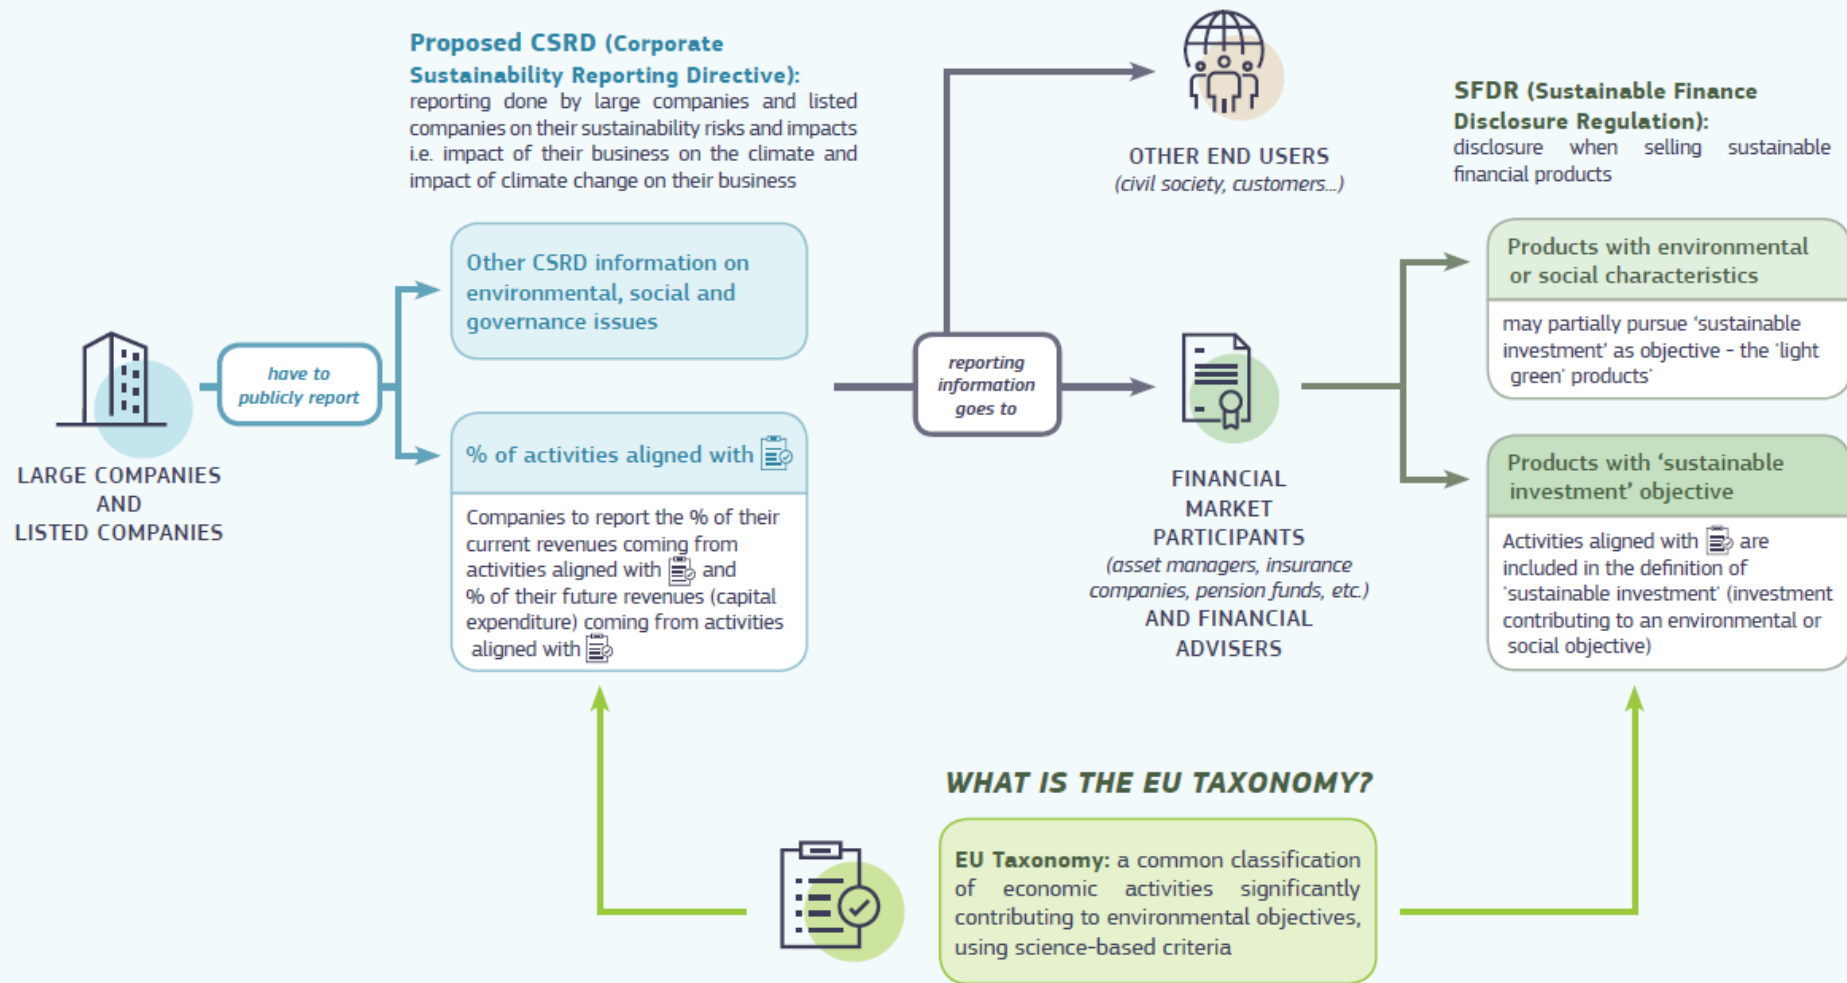 Proposed CSRD (Corporate
Sustainability Reporting Directive):
reporting done by large companies and listed
companies on their sustainability risks and impacts
i.e. impact of their business on the climate and
impact of climate change on their business
LARGE COMPANIES
AND
LISTED COMPANIES
have to
publicly report
Other CSRD information on
environmental, social and
governance issues
% of activities aligned with
Companies to report the % of their
current revenues coming from
activities aligned with and
% of their future revenues (capital
expenditure) coming from activities
aligned with
reporting
information
goes to
OTHER END USERS
(civil society, customers...)
FINANCIAL
MARKET
PARTICIPANTS
(asset managers, insurance
companies, pension funds, etc.)
AND FINANCIAL
ADVISERS
SFDR (Sustainable Finance
Disclosure Regulation):
disclosure when selling sustainable
financial products
Products with environmental
or social characteristics
may partially pursue ‘sustainable
investment’ as objective - the ‘light
green’ products’
Products with ‘sustainable
investment’ objective
Activities aligned with are
included in the definition of
‘sustainable investment’ (investment
contributing to an environmental or
social objective)
WHAT IS THE EU TAXONOMY?
EU Taxonomy: a common classification
of economic activities significantly
contributing to environmental objectives,
using science-based criteria